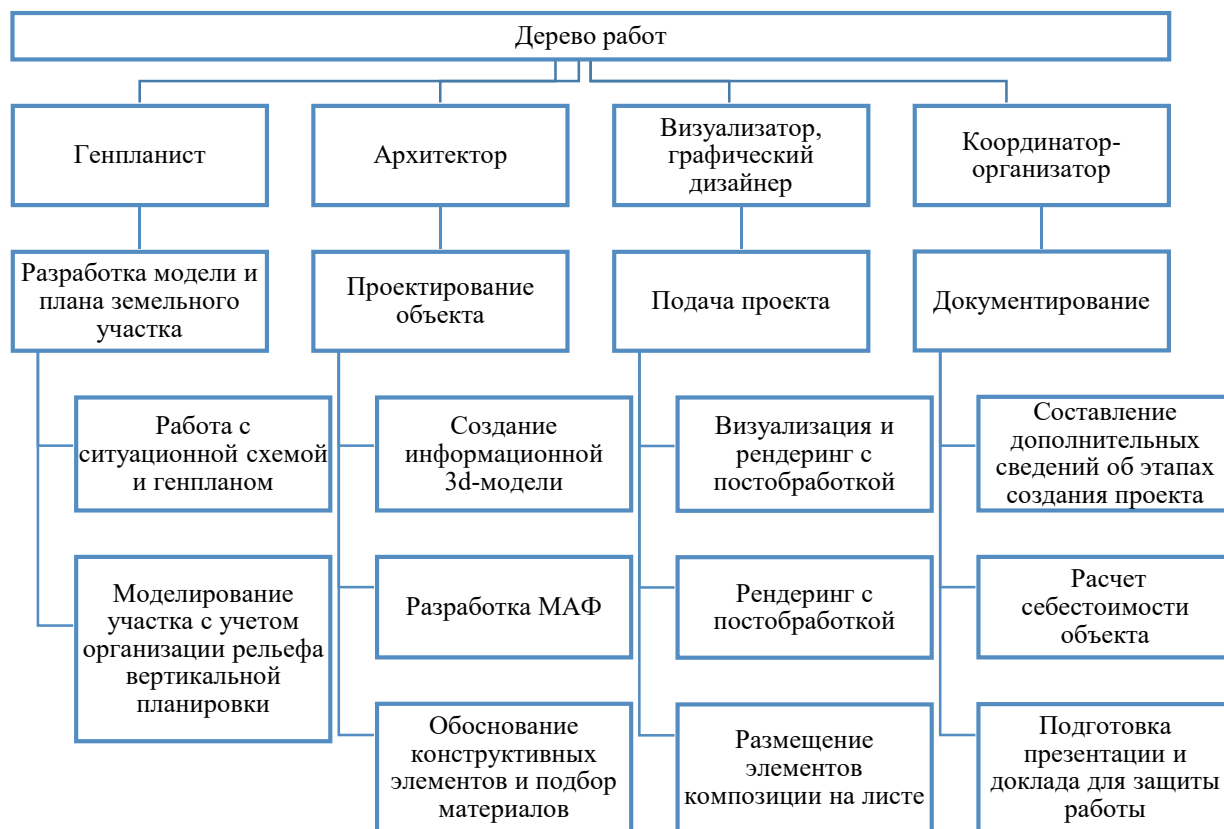 Дерево работ
Генпланист
Архитектор
Визуализатор,
графический
дизайнер
Координатор-
организатор
Разработка модели и
плана земельного
участка
Проектирование
объекта
Подача проекта
Документирование
Работа с
ситуационной схемой
и генпланом
Создание
информационной
3d-модели
Визуализация и
рендеринг с
постобработкой
Составление
дополнительных
сведений об этапах
создания проекта
Моделирование
участка с учетом
организации рельефа
вертикальной
планировки
Разработка МАФ
Рендеринг с
постобработкой
Расчет
себестоимости
объекта
Обоснование
конструктивных
элементов и подбор
материалов
Размещение
элементов
композиции на листе
Подготовка
презентации и
доклада для защиты
работы